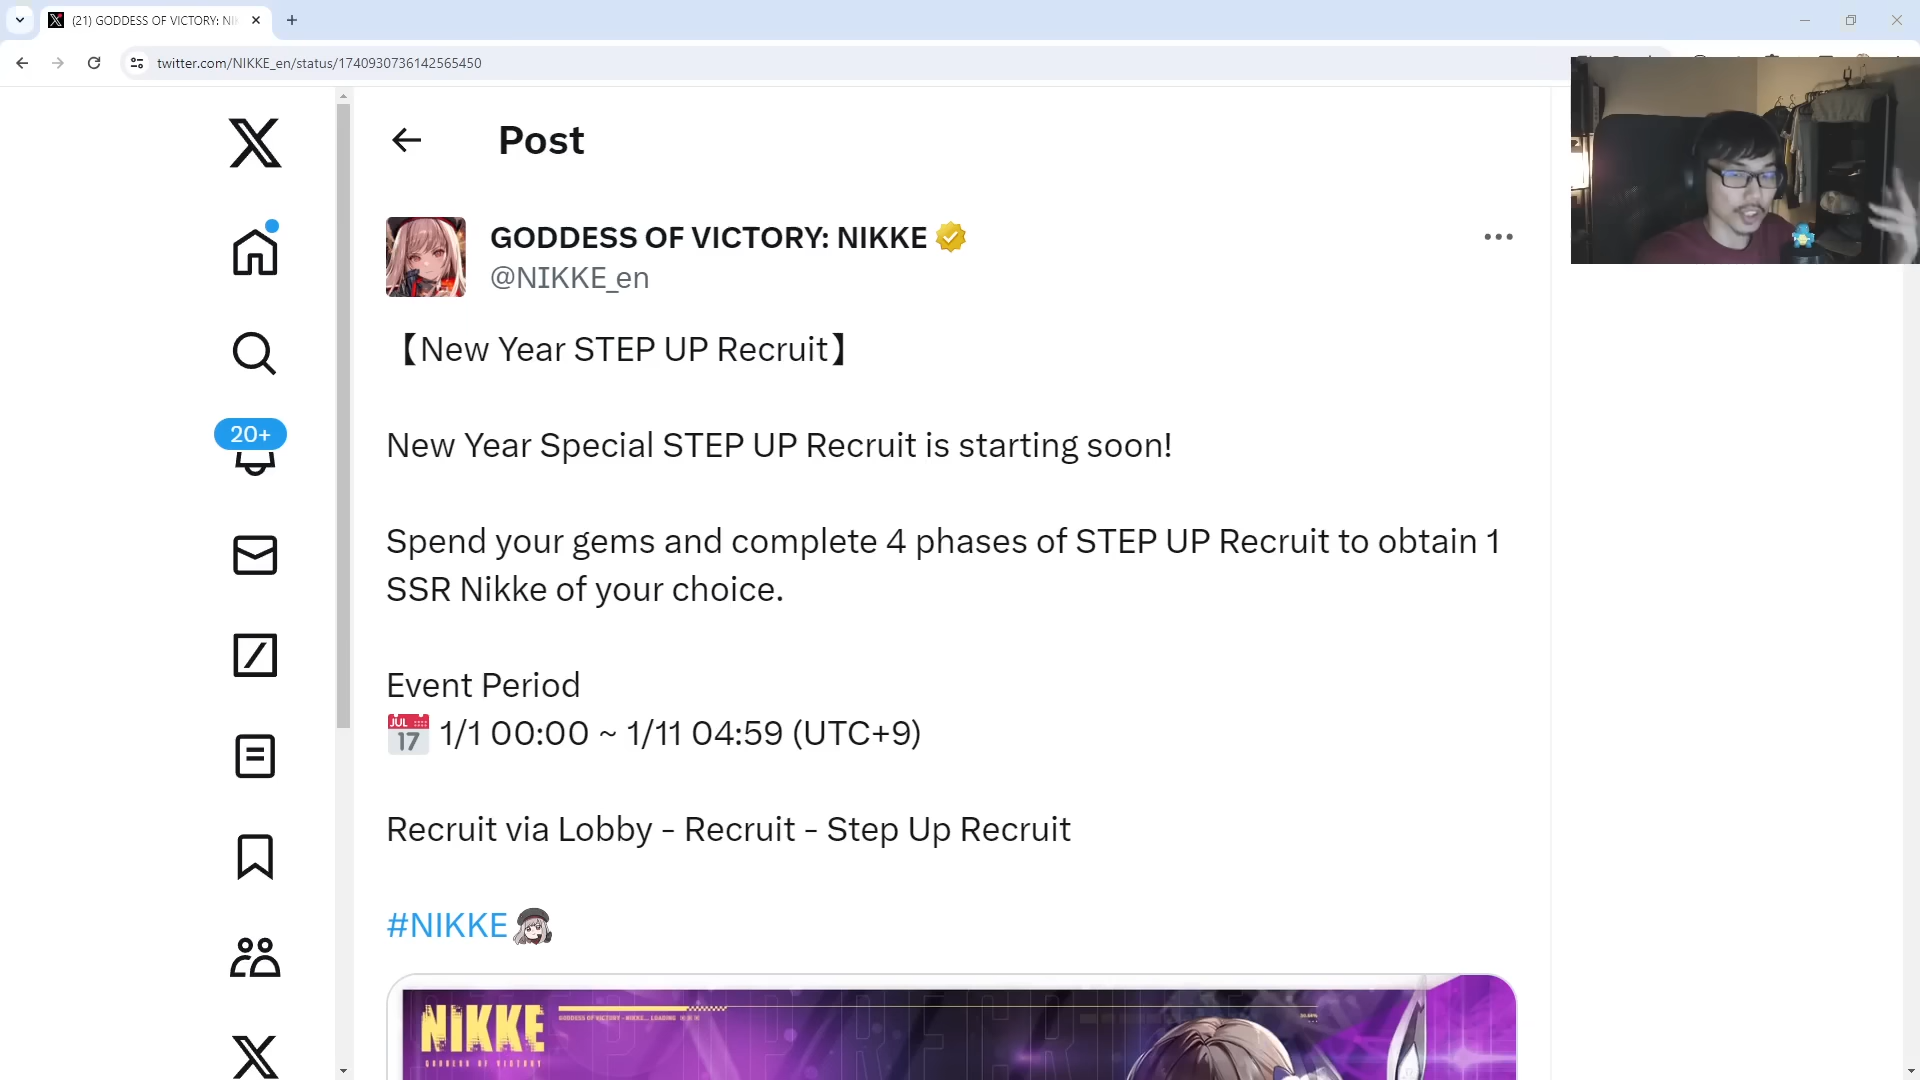 (21) GODDESS OF VICTORY: NI
twitter.com/NIKKE_en/status/1740930736142565450
Post
GODDESS OF VICTORY: NIKKE
@NIKKE_en
【New Year STEP UP Recruit】
New Year Special STEP UP Recruit is starting soon!
20+
Spend your gems and complete 4 phases of STEP UP Recruit to obtain 1
SSR Nikke of your choice.
Event Period
JUL 17 1/1 00:00 ~ 1/11 04:59 (UTC+9)
Recruit via Lobby - Recruit - Step Up Recruit
#NIKKE
NIKKE
GODDESS OF VICTORY